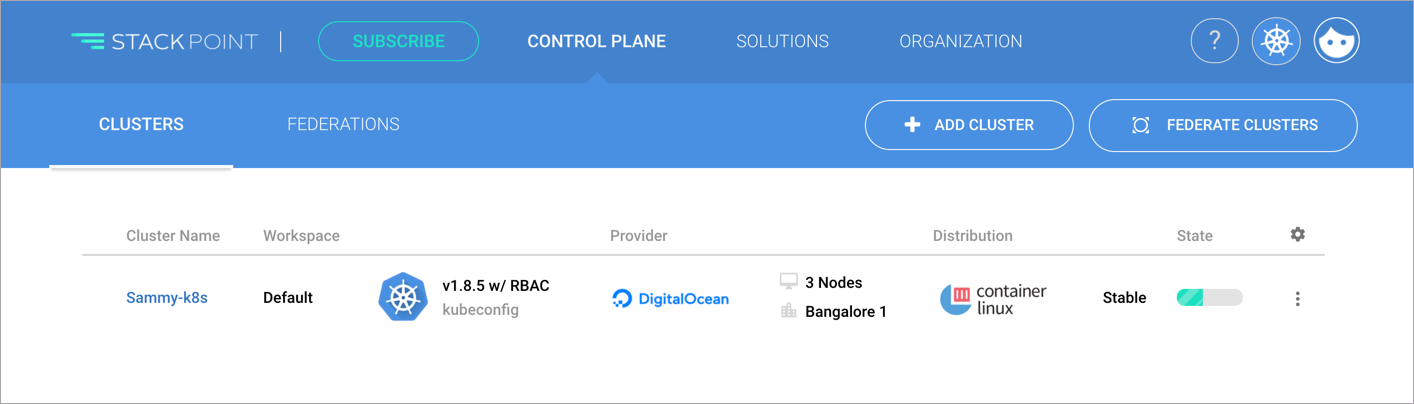 STACKPOINT | SUBSCRIBE CONTROL PLANE SOLUTIONS ORGANIZATION ?
CLUSTERS FEDERATIONS ADD CLUSTER FEDERATE CLUSTERS
Cluster Name Workspace Provider Distribution State
Sammy-k8s Default v1.8.5 w/ RBAC
kubeconfig
DigitalOcean
3 Nodes
Bangalore 1
container
linux
Stable